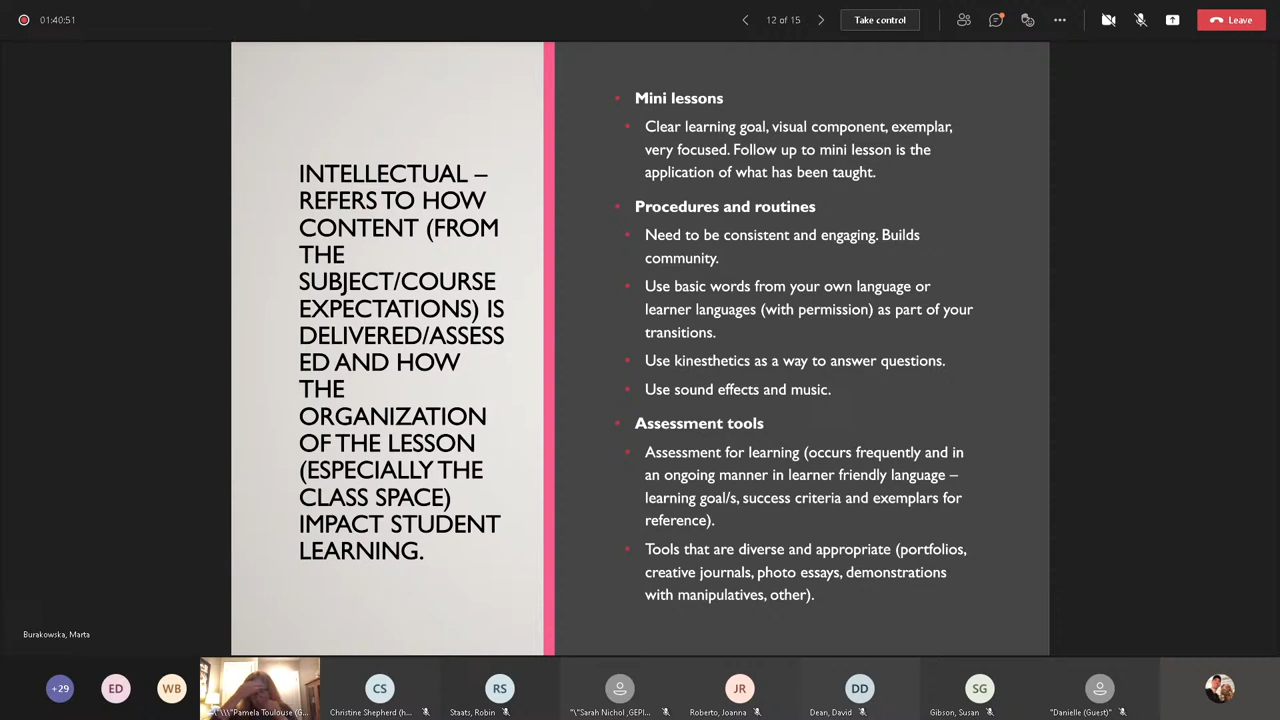 01:40:51
12 of 15
Take control
Leave
INTELLECTUAL –
REFERS TO HOW
CONTENT (FROM
THE
SUBJECT/COURSE
EXPECTATIONS) IS
DELIVERED/ASSESS
ED AND HOW
THE
ORGANIZATION
OF THE LESSON
(ESPECIALLY THE
CLASS SPACE)
IMPACT STUDENT
LEARNING.
Mini lessons
Clear learning goal, visual component, exemplar,
very focused. Follow up to mini lesson is the
application of what has been taught.
Procedures and routines
Need to be consistent and engaging. Builds
community.
Use basic words from your own language or
learner languages (with permission) as part of your
transitions.
Use kinesthetics as a way to answer questions.
Use sound effects and music.
Assessment tools
Assessment for learning (occurs frequently and in
an ongoing manner in learner friendly language –
learning goal/s, success criteria and exemplars for
reference).
Tools that are diverse and appropriate (portfolios,
creative journals, photo essays, demonstrations
with manipulatives, other).
Burakowska, Marta
+29
ED
WB
CS
RS
JR
DD
SG
"\"\\\"Pamela Toulouse (G...
Christine Shepherd (h...
Staats, Robin
"\"Sarah Nichol ,GEPI...
Roberto, Joanna
Dean, David
Gibson, Susan
"Danielle (Guest)"